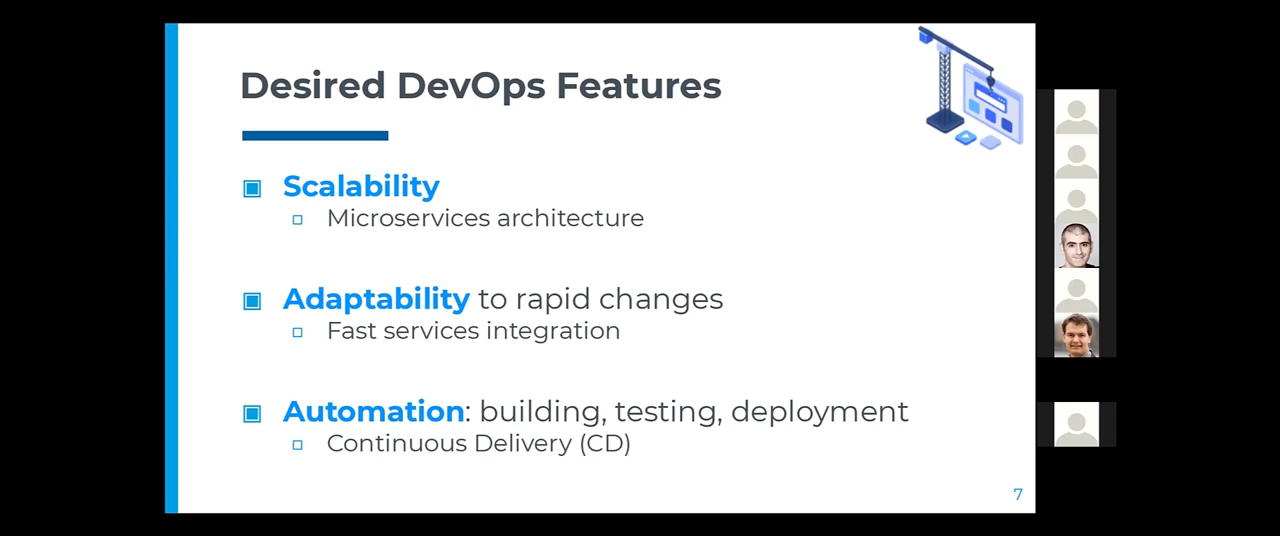 Desired DevOps Features
Scalability
Microservices architecture
Adaptability to rapid changes
Fast services integration
Automation: building, testing, deployment
Continuous Delivery (CD)
7